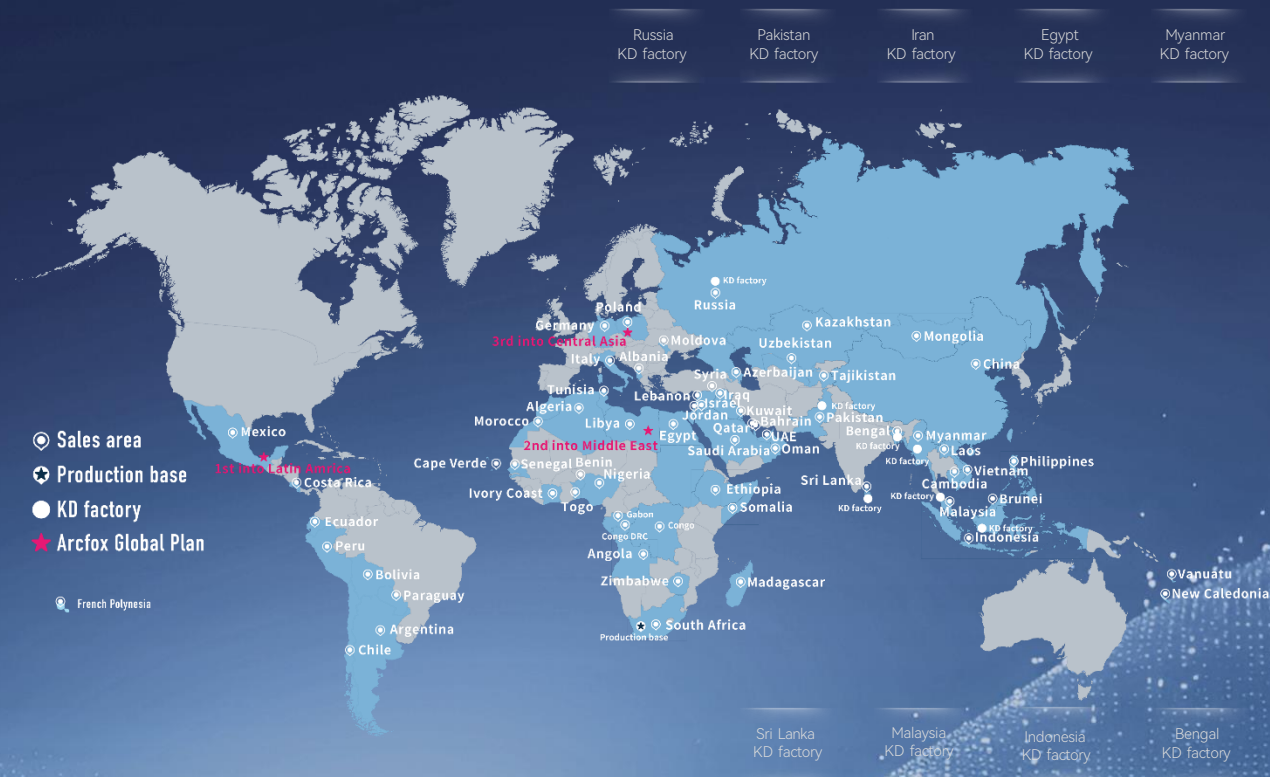 Russia
KD factory
Pakistan
KD factory
Iran
KD factory
Egypt
KD factory
Myanmar
KD factory
KD factory
Russia
Poland
Germany
3rd into Central Asia
Moldova
Kazakhstan
Uzbekistan
Mongolia
Italy
Albania
China
Syria
Azerbaijan
Tajikistan
Tunisia
Lebanon
Iraq
Israel
Algeria
Jordan
Kuwait
KD factory
Morocco
Libya
Egypt
Qatar
Bahrain
Pakistan
2nd into Middle East
UAE
Bengal
KD factory
Myanmar
Saudi Arabia
Oman
Laos
KD factory
Mexico
1st into Latin Amrica
Costa Rica
Cape Verde
Senegal
Benin
Nigeria
Philippines
Vietnam
Cambodia
Sri Lanka
KD factory
Ivory Coast
Togo
Ethiopia
Somalia
KD factory
Brunei
Malaysia
Gabon
Congo
Congo DRC
KD factory
Indonesia
Ecuador
Peru
Angola
Bolivia
Zimbabwe
Madagascar
Vanuatu
Paraguay
New Caledonia
Argentina
South Africa
Production base
Chile
Sales area
Production base
KD factory
Arcfox Global Plan
French Polynesia
Sri Lanka
KD factory
Malaysia
KD factory
Indonesia
KD factory
Bengal
KD factory